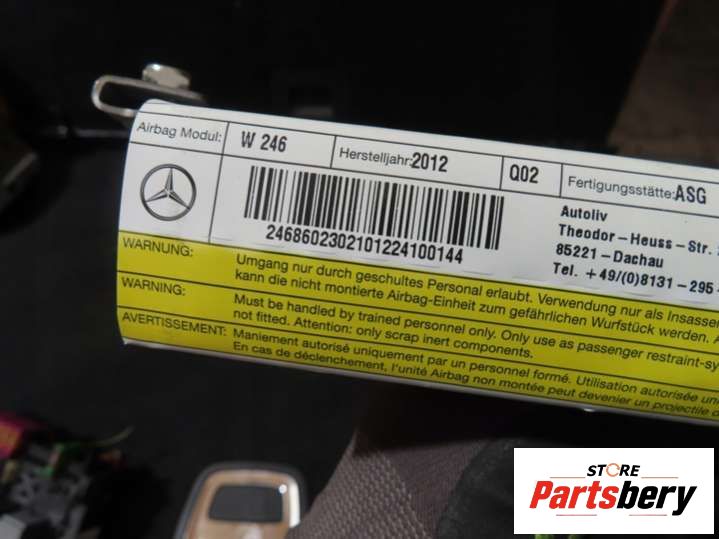 Airbag Modul: W 246 Herstelljahr: 2012 Q02 Fertigungsstätte: ASG
24686023021012241 00144
Autoliv
Theodor-Heuss-Str.
85221-Dachau
Tel. +49/(0)8131-295-
WARNUNG: Umgang nur durch geschultes Personal erlaubt. Verwendung nur als Insassen
kann die nicht montierte Airbag-Einheit zum gefährlichen Wurfstück werden. A
WARNING: Must be handled by trained personnel only. Only use as passenger restraint-sy
not fitted. Attention: only scrap inert components.
AVERTISSEMENT: Maniement autorisé uniquement par un personnel formé. Utilisation autorisée un
En cas de déclenchement, l'unité Airbag non montée peut devenir un projectile d
STORE
Partsbery